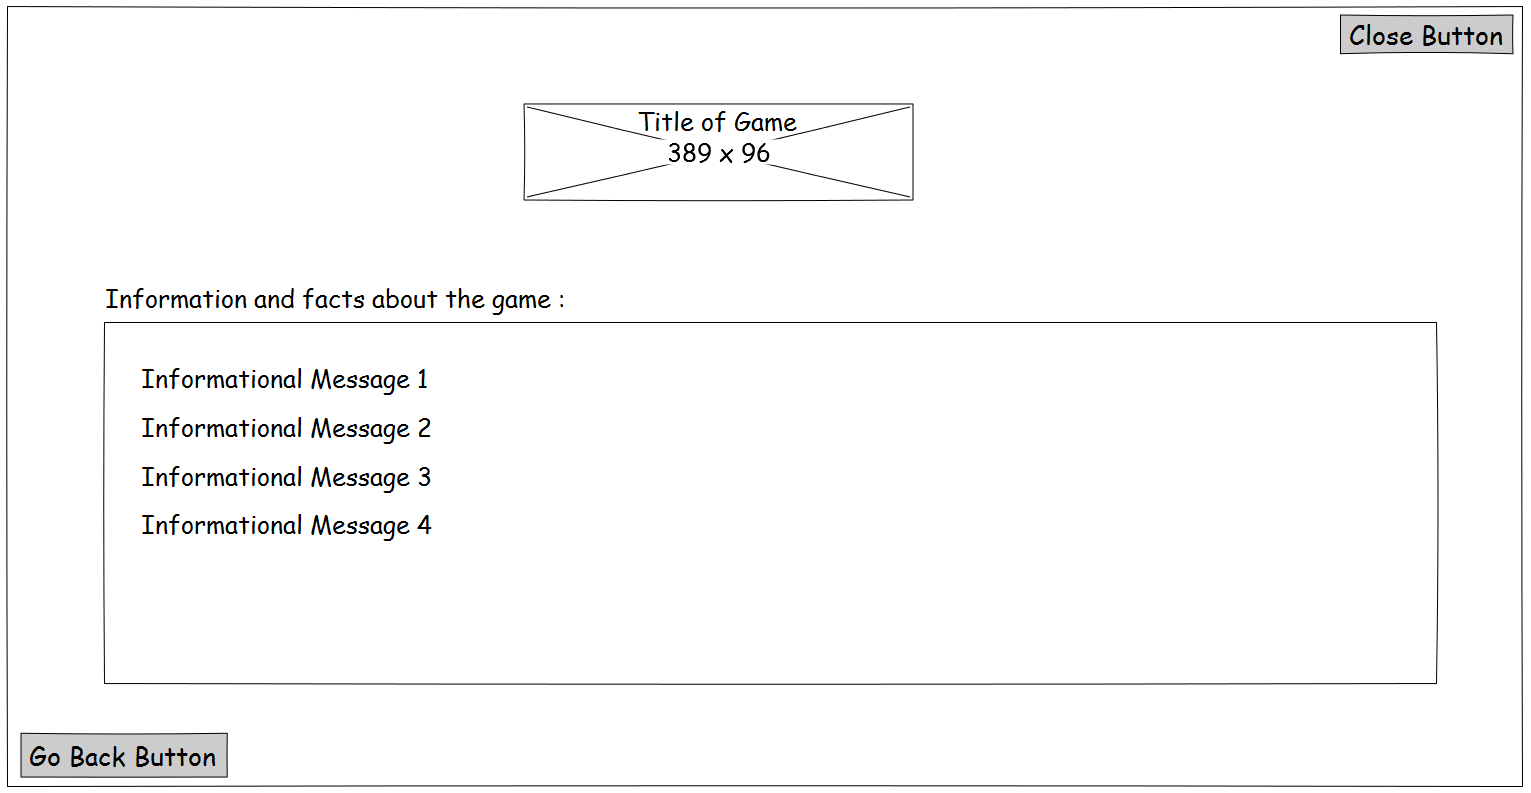 Close Button
Title of Game
389 x 96
Information and facts about the game :
Informational Message 1
Informational Message 2
Informational Message 3
Informational Message 4
Go Back Button